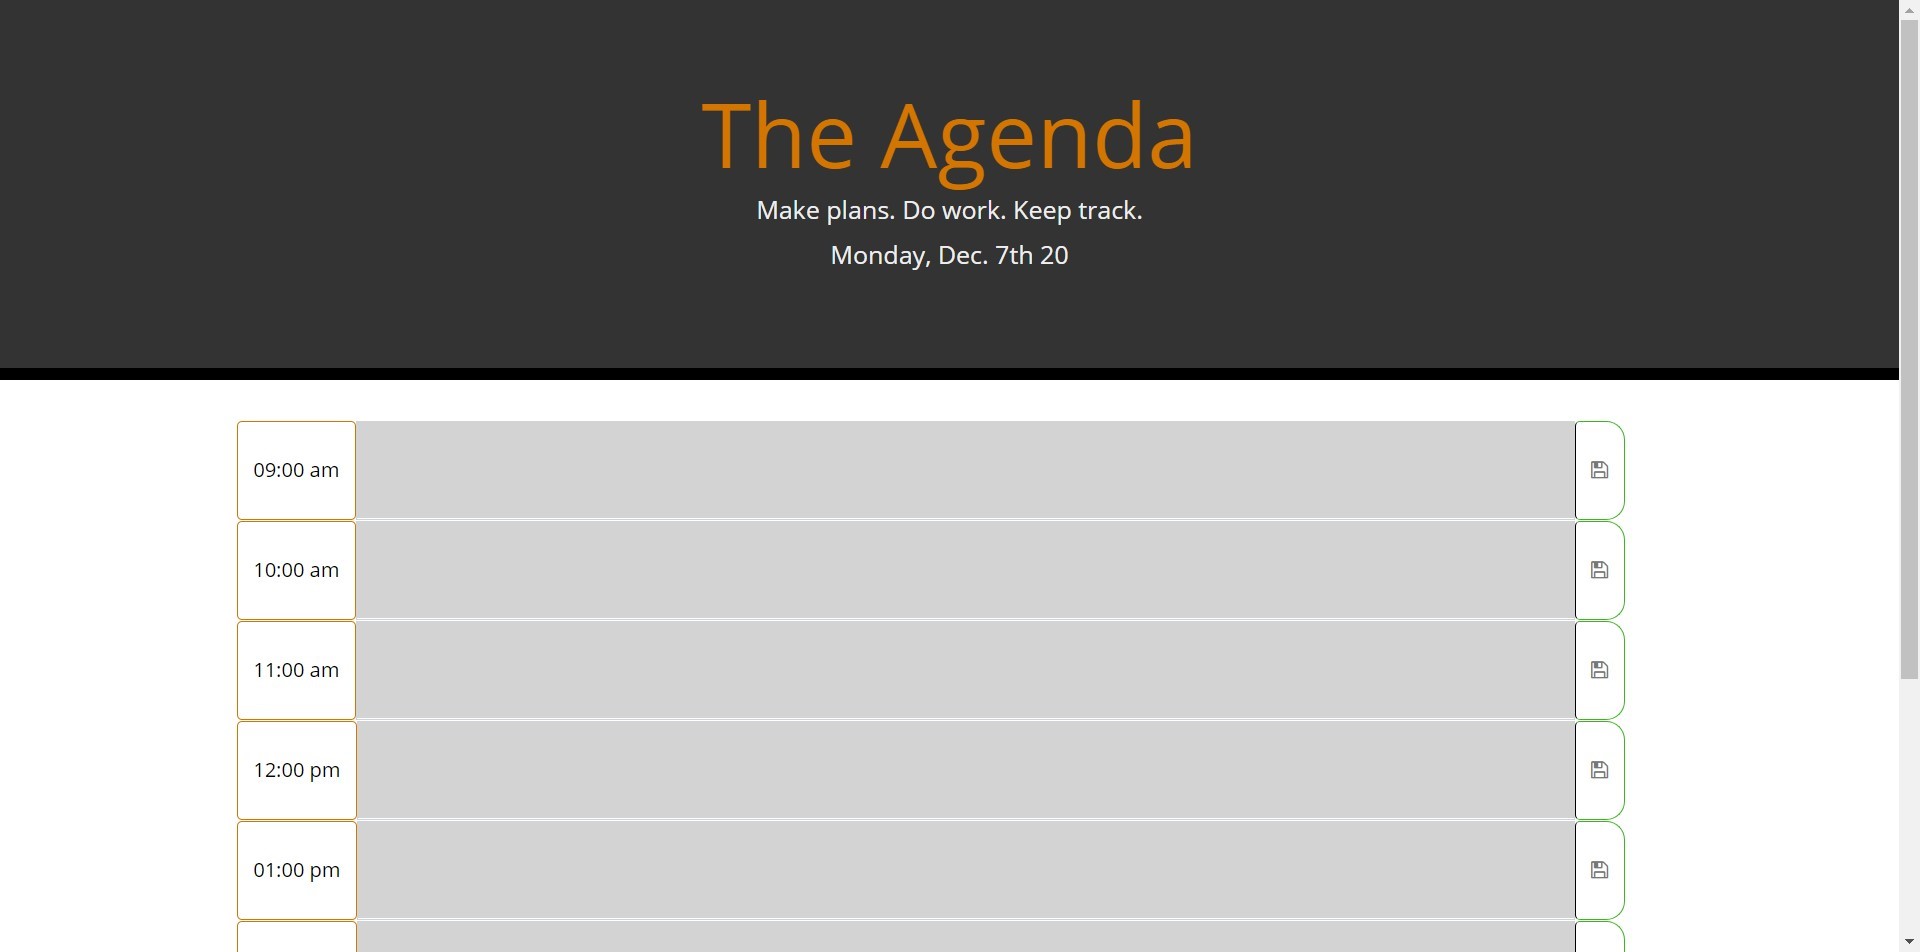 The Agenda
Make plans. Do work. Keep track.
Monday, Dec. 7th 20
09:00 am
10:00 am
11:00 am
12:00 pm
01:00 pm